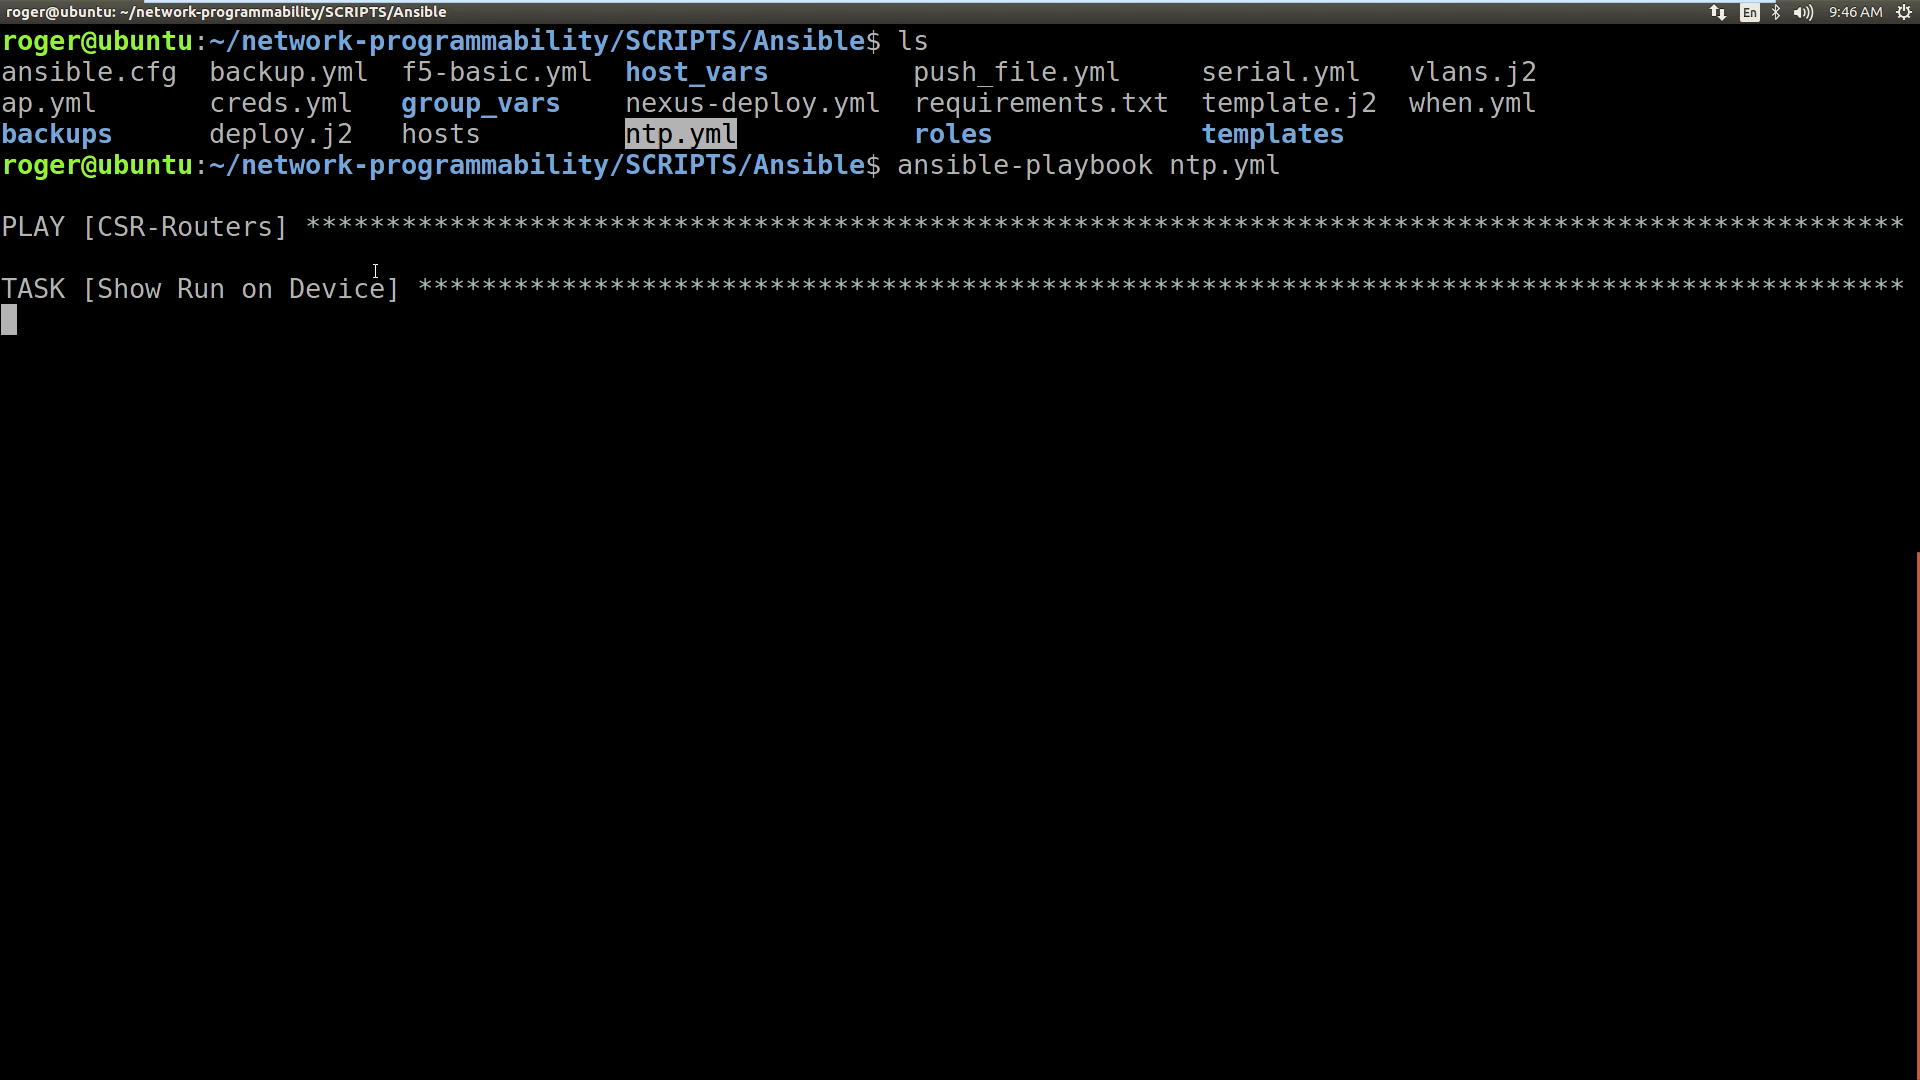 roger@ubuntu: ~/network-programmability/SCRIPTS/Ansible En 9:46 AM
roger@ubuntu:~/network-programmability/SCRIPTS/Ansible$ ls
ansible.cfg backup.yml f5-basic.yml host_vars push_file.yml serial.yml vlans.j2
ap.yml creds.yml group_vars nexus-deploy.yml requirements.txt template.j2 when.yml
backups deploy.j2 hosts ntp.yml roles templates
roger@ubuntu:~/network-programmability/SCRIPTS/Ansible$ ansible-playbook ntp.yml
PLAY [CSR-Routers] ****************************************************************************************************
TASK [Show Run on Device] *********************************************************************************************